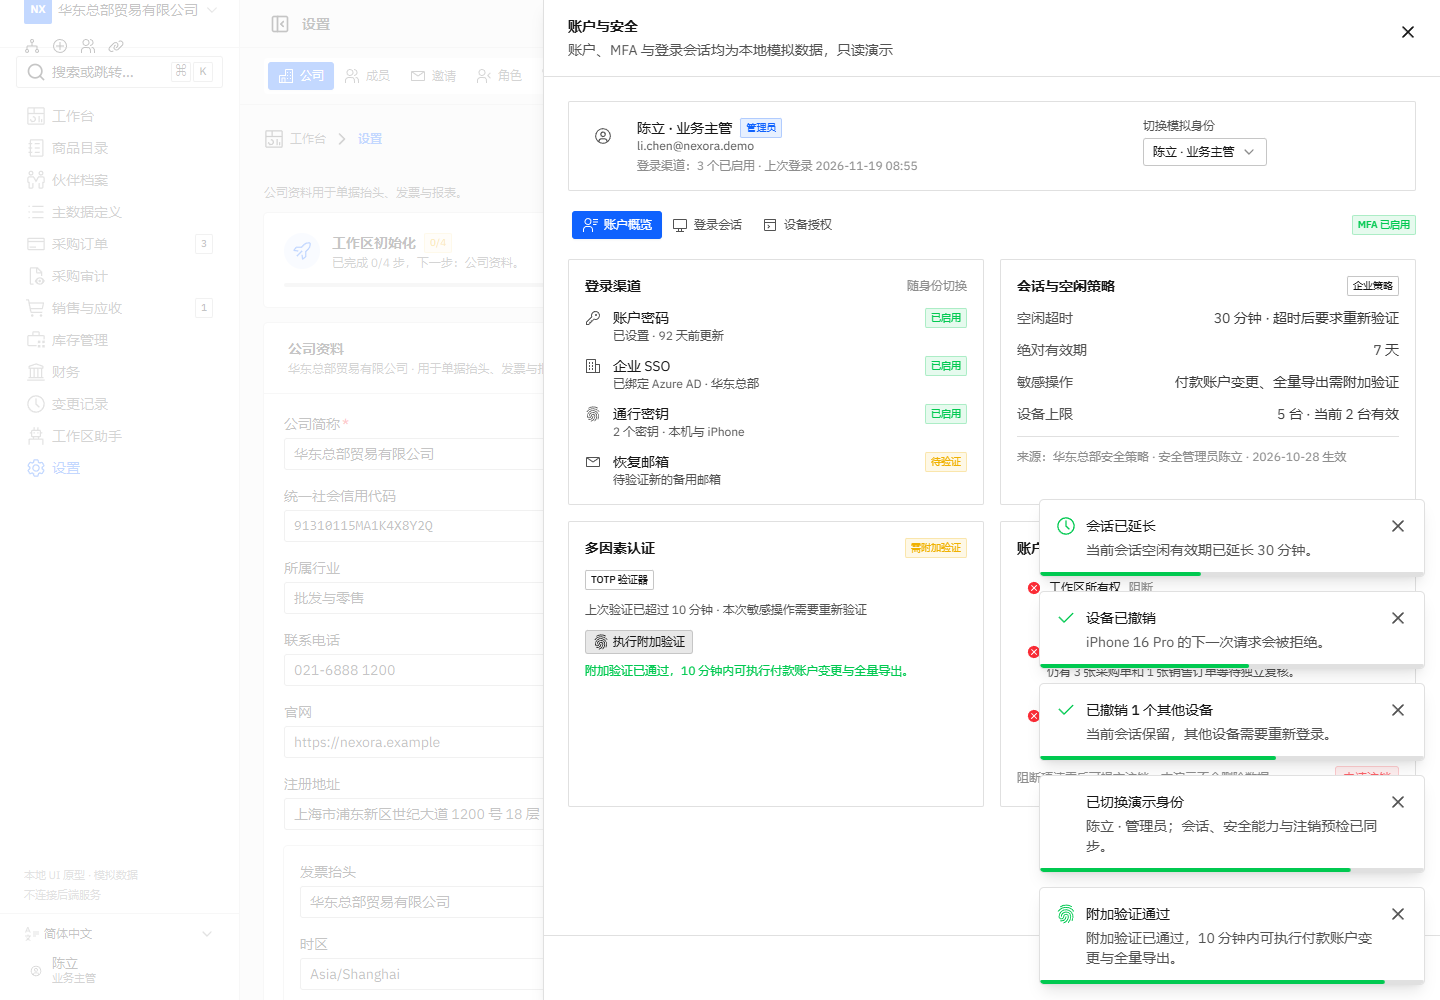 NX 华东总部贸易有限公司
搜索或跳转... ⌘ K
工作台
商品目录
伙伴档案
主数据定义
采购订单 3
采购审计
销售与应收 1
库存管理
财务
变更记录
工作区助手
设置
本地 UI 原型 · 模拟数据
不连接后端服务
简体中文
陈立
业务主管
设置
公司 成员 邀请 角色
工作台 设置
公司资料用于单据抬头、发票与报表。
工作区初始化 0/4
已完成 0/4 步，下一步：公司资料。
公司资料
华东总部贸易有限公司 · 用于单据抬头、发票与
公司简称 *
华东总部贸易有限公司
统一社会信用代码
91310115MA1K4X8Y2Q
所属行业
批发与零售
联系电话
021-6888 1200
官网
https://nexora.example
注册地址
上海市浦东新区世纪大道 1200 号 18 层
发票抬头
华东总部贸易有限公司
时区
Asia/Shanghai
账户与安全
账户、MFA 与登录会话均为本地模拟数据，只读演示
陈立 · 业务主管 管理员
li.chen@nexora.demo
登录渠道：3 个已启用 · 上次登录 2026-11-19 08:55
切换模拟身份
陈立 · 业务主管
账户概览 登录会话 设备授权
MFA 已启用
登录渠道 随身份切换
账户密码 已启用
已设置 · 92 天前更新
企业 SSO 已启用
已绑定 Azure AD · 华东总部
通行密钥 已启用
2 个密钥 · 本机与 iPhone
恢复邮箱 待验证
待验证新的备用邮箱
会话与空闲策略 企业策略
空闲超时 30 分钟 · 超时后要求重新验证
绝对有效期 7 天
敏感操作 付款账户变更、全量导出需附加验证
设备上限 5 台 · 当前 2 台有效
来源：华东总部安全策略 · 安全管理员陈立 · 2026-10-28 生效
多因素认证 需附加验证
TOTP 验证器
上次验证已超过 10 分钟 · 本次敏感操作需要重新验证
执行附加验证
附加验证已通过，10 分钟内可执行付款账户变更与全量导出。
账
工作区所有权 阻断
仍有 3 张采购单和 1 张销售订单等待独立复核。
会话已延长
当前会话空闲有效期已延长 30 分钟。
设备已撤销
iPhone 16 Pro 的下一次请求会被拒绝。
已撤销 1 个其他设备
当前会话保留，其他设备需要重新登录。
已切换演示身份
陈立 · 管理员；会话、安全能力与注销预检已同
步。
附加验证通过
附加验证已通过，10 分钟内可执行付款账户变
更与全量导出。